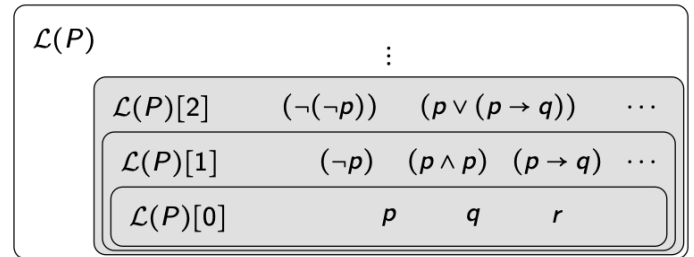 ℒ(P)
⋮
ℒ(P)[2] (¬(¬p)) (p ∨ (p → q)) ⋯
ℒ(P)[1] (¬p) (p ∧ p) (p → q) ⋯
ℒ(P)[0] p q r